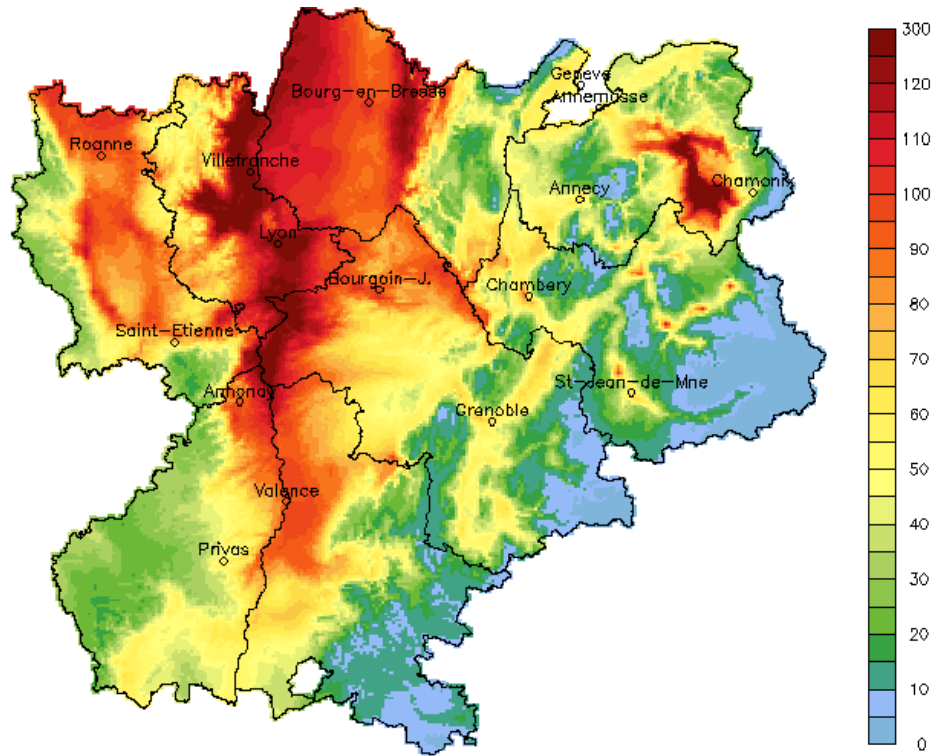 300
Geneve
Annemasse
120
Bourg-en-Bresse
110
Roanne
Villefranche
100
Annecy
Chamonix
Lyon
90
Bourgoin-J.
Chambery
80
Saint-Etienne
70
St-Jean-de-Mne
Annonay
Grenoble
60
50
Valence
40
Privas
30
20
10
0